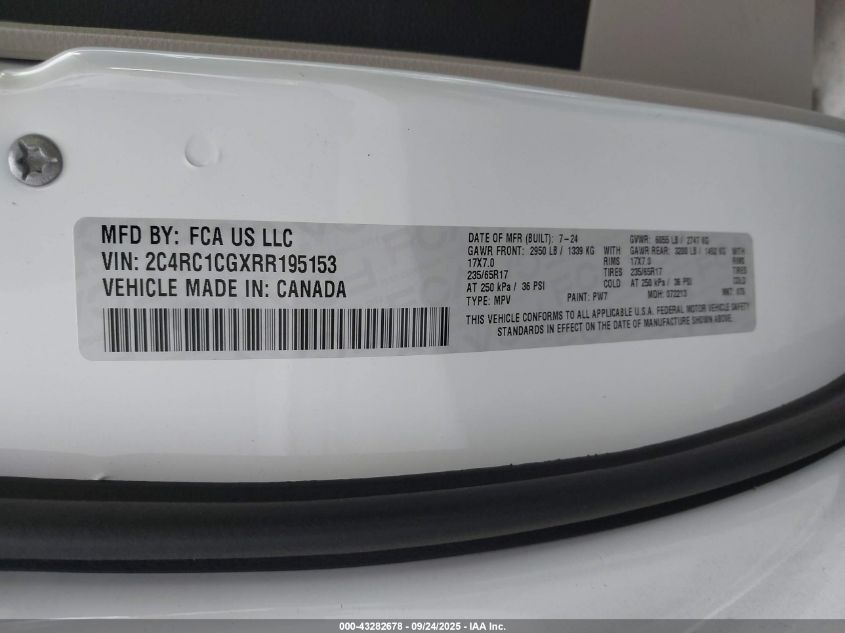 MFD BY: FCA US LLC
VIN: 2C4RC1CGXRR195153
VEHICLE MADE IN: CANADA
DATE OF MFR (BUILT): 7-24 GVWR: 6055 LB / 2747 KG
GAWR FRONT: 2950 LB / 1339 KG WITH GAWR REAR: 3200 LB / 1452 KG WITH
17X7.0 RIMS 17X7.0 RIMS
235/65R17 TIRES 235/65R17 TIRES
AT 250 kPa / 36 PSI COLD AT 250 kPa / 36 PSI COLD
TYPE: MPV PAINT: PW7 MDH: 072213 MKT:
THIS VEHICLE CONFORMS TO ALL APPLICABLE U.S.A. FEDERAL MOTOR VEHICLE SAFETY
STANDARDS IN EFFECT ON THE DATE OF MANUFACTURE SHOWN ABOVE.
000-43282678 - 09/24/2025 - IAA Inc.